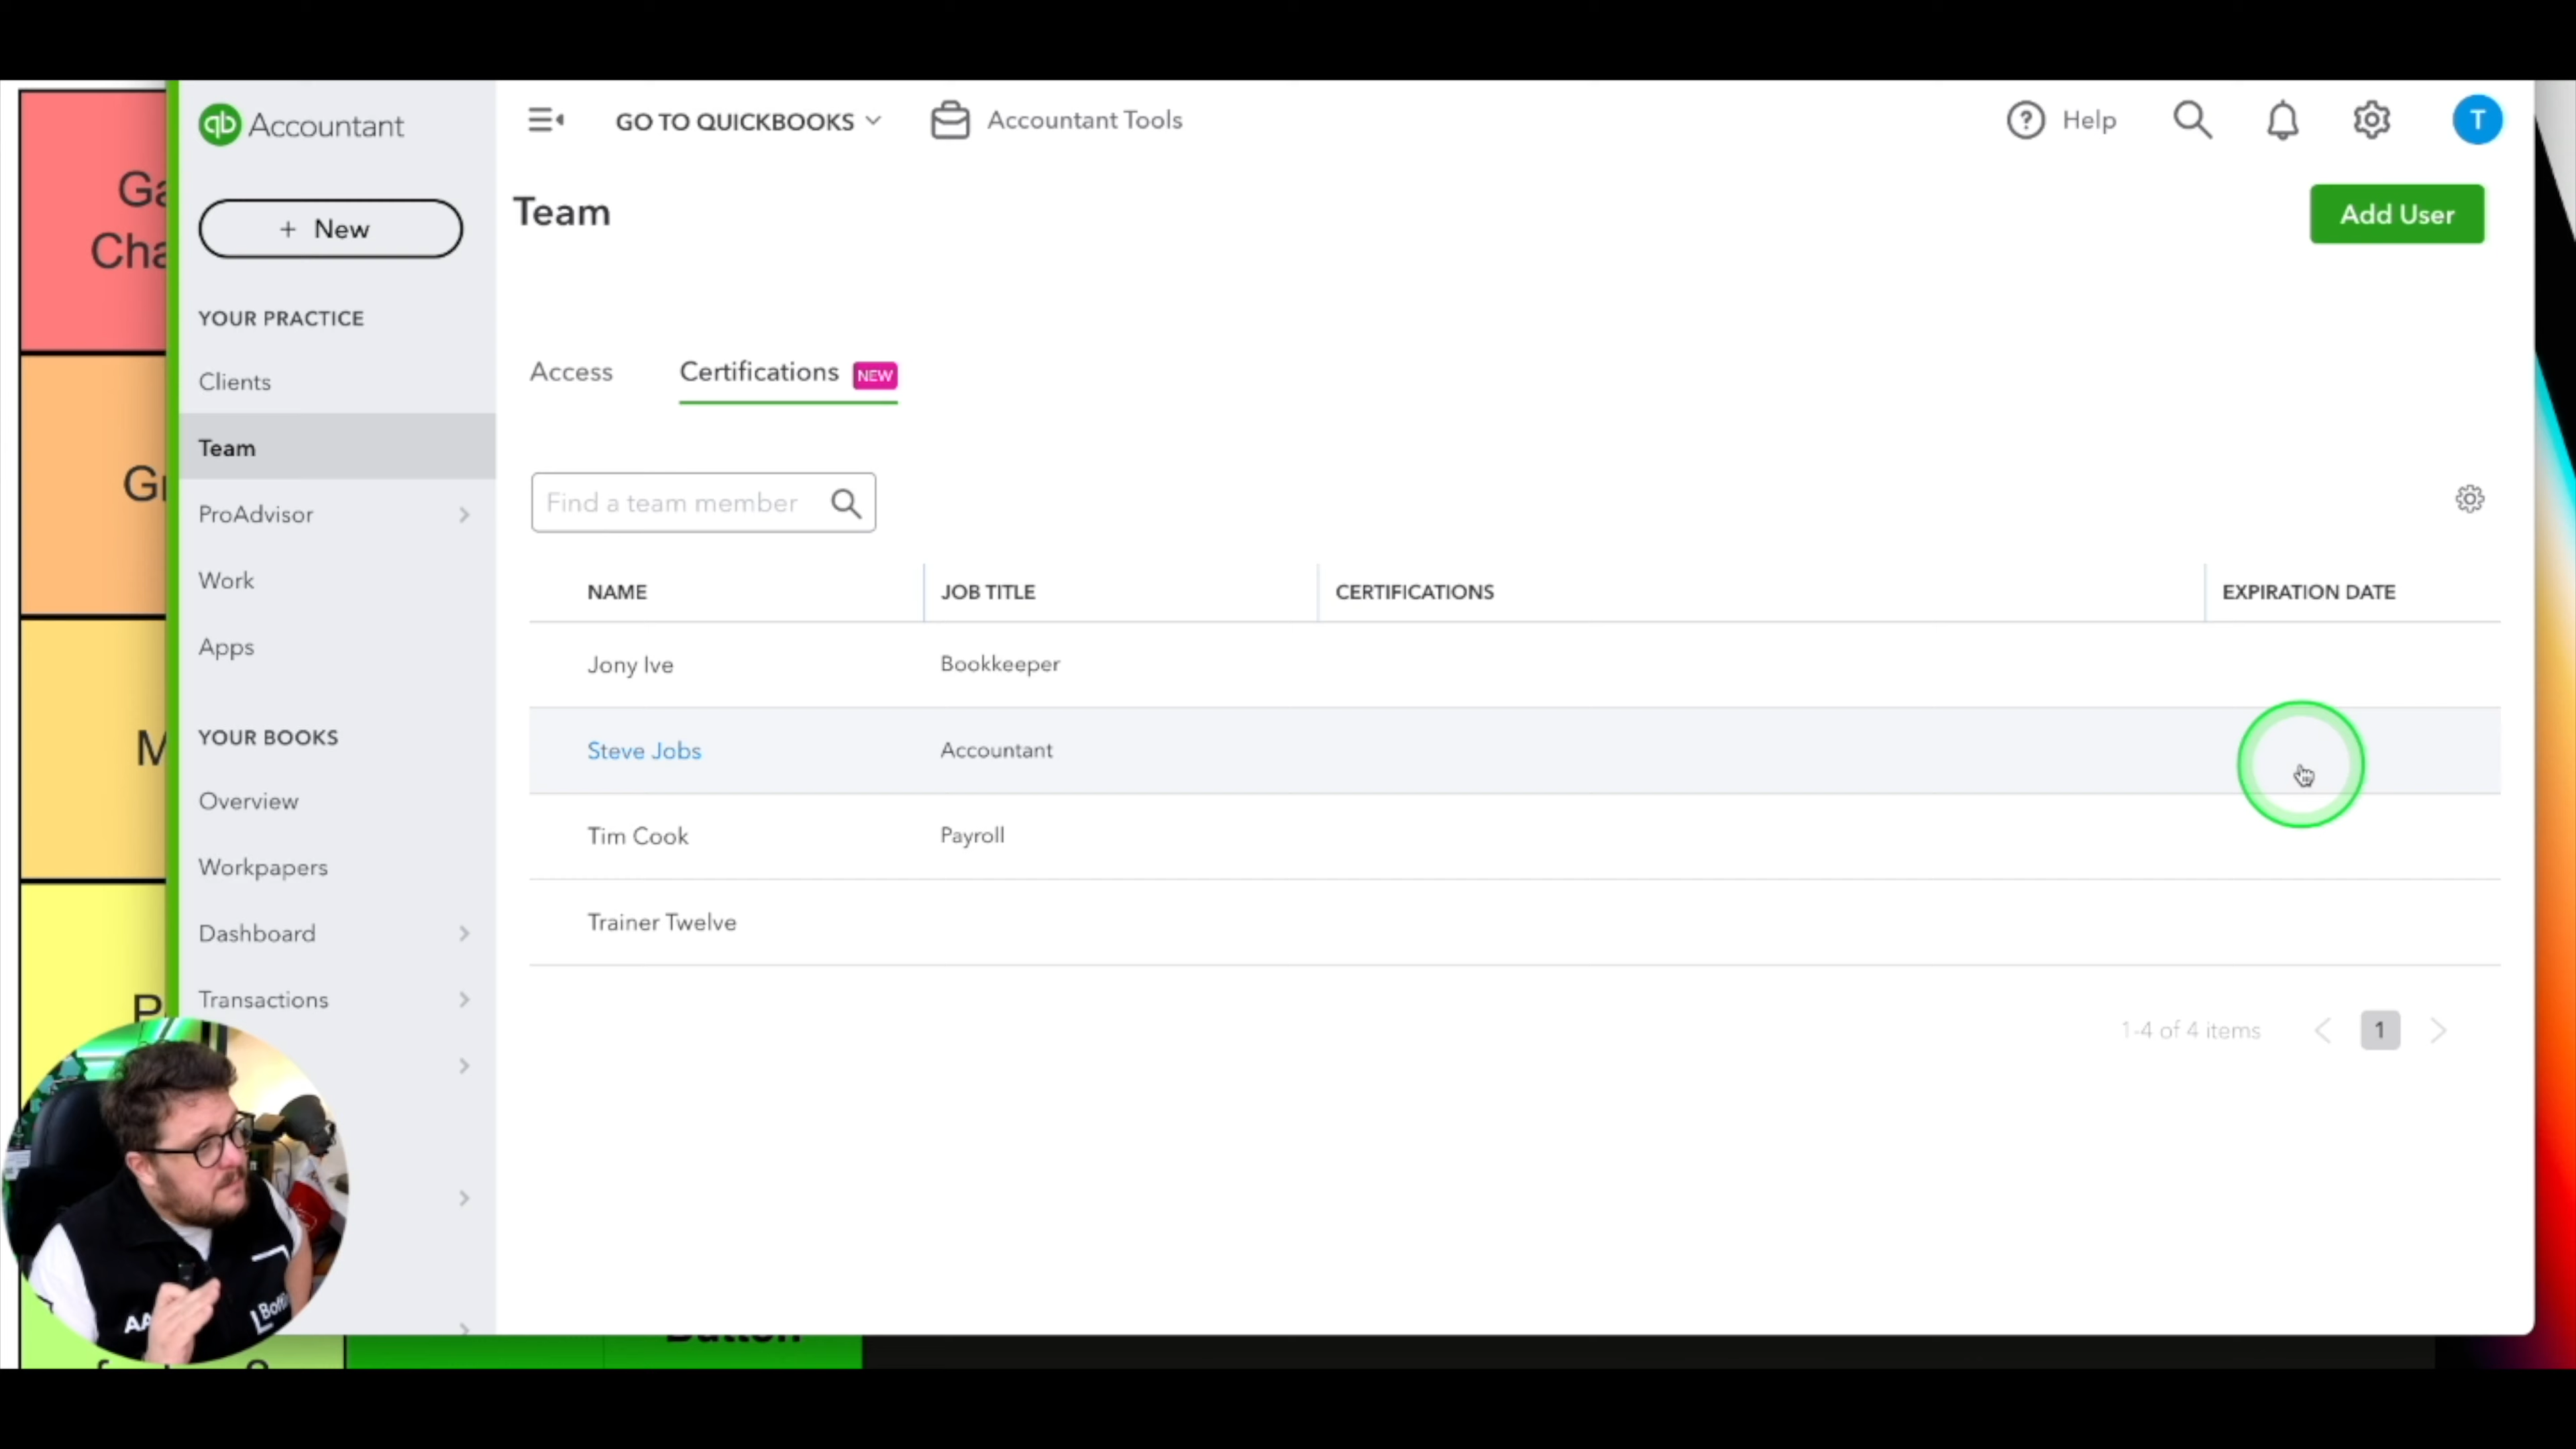 qb Accountant
GO TO QUICKBOOKS
Accountant Tools
Help
T
+ New
Team
Add User
YOUR PRACTICE
Clients
Team
ProAdvisor
Work
Apps
YOUR BOOKS
Overview
Workpapers
Dashboard
Transactions
Access
Certifications NEW
Find a team member
NAME JOB TITLE CERTIFICATIONS EXPIRATION DATE
Jony Ive Bookkeeper
Steve Jobs Accountant
Tim Cook Payroll
Trainer Twelve
1-4 of 4 items
1